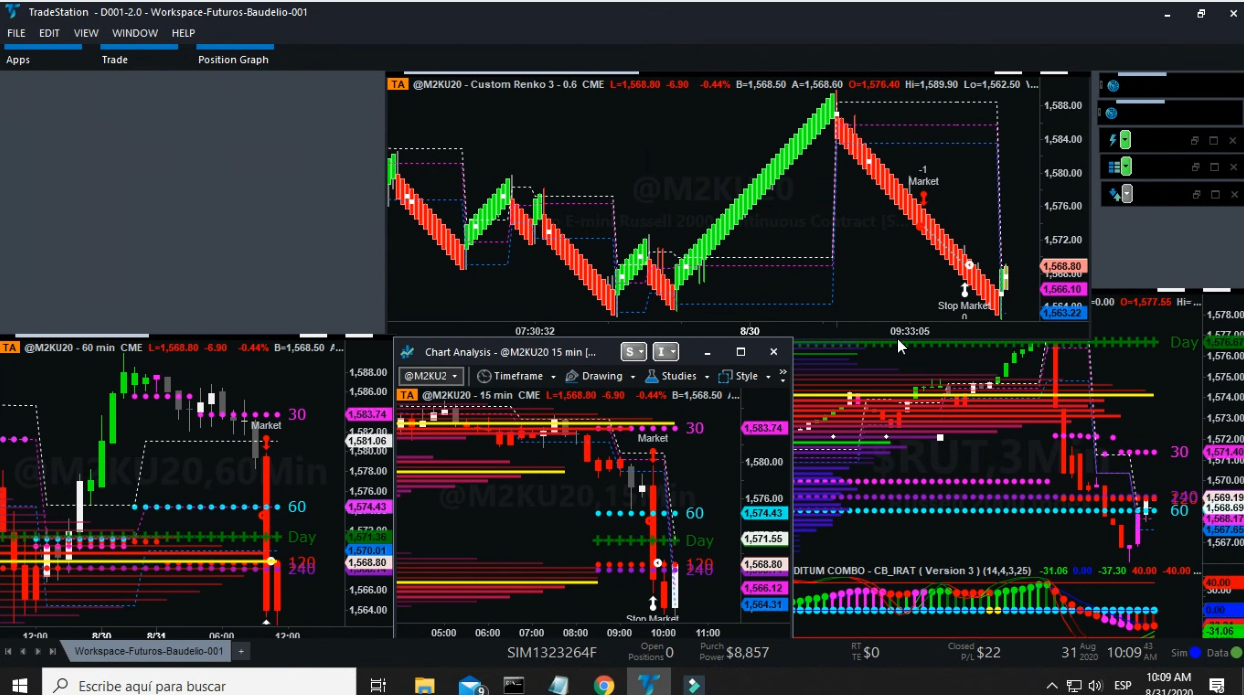 TradeStation - D001-2.0 - Workspace-Futuros-Baudelio-001
FILE EDIT VIEW WINDOW HELP
Apps Trade Position Graph
TA @M2KU20 - Custom Renko 3 - 0.6 CME L=1,568.80 -6.90 -0.44% B=1,568.50 A=1,568.60 O=1,576.40 Hi=1,589.90 Lo=1,562.50 \...
1,588.00
1,584.00
1,580.00
1,576.00
1,572.00
1,568.80
1,566.10
1,563.22
@M2KU20
-1
Market
Stop Market
0
07:30:32 8/30 09:33:05
TA @M2KU20 - 60 min CME L=1,568.80 -6.90 -0.44% B=1,568.50 A...
@M2KU20,60 Min
Market
30
60
Day
120
240
1,588.00
1,586.00
1,583.74
1,582.00
1,581.06
1,580.00
1,578.00
1,576.00
1,574.43
1,571.36
1,570.01
1,568.80
1,566.00
1,564.00
12:00 8/30 8/31 06:00 12:00
Chart Analysis - @M2KU20 15 min [... S I
@M2KU2 Timeframe Drawing Studies Style
TA @M2KU20 - 15 min CME L=1,568.80 -6.90 -0.44% B=1,568.50 /...
@M2KU20,15 Min
Market
30
60
Day
120
240
Stop Market
1,583.74
1,580.00
1,576.00
1,574.43
1,571.55
1,568.80
1,566.12
1,564.31
05:00 06:00 07:00 08:00 09:00 10:00 11:00
=0.00 O=1,577.55 Hi=...
$RUT,3M
Day
30
60
1,578.00
1,577.00
1,576.67
1,576.00
1,575.00
1,574.00
1,573.00
1,572.00
1,571.40
1,571.00
1,570.00
1,569.19
1,568.69
1,568.17
1,567.65
1,567.00
DITUM COMBO - CB_IRAT ( Version 3 ) (14,4,3,25) -31.06 0.00 -37.30 40.00 -40.00 ...
40.00
30.00
0.00
-31.06
Workspace-Futuros-Baudelio-001 +
SIM1323264F Open Positions 0 Purch Power $8,857 RT TE $0 Closed P/L $22 31 Aug 2020 10:09 43 AM Sim Data
Escribe aquí para buscar
9
ESP
10:09 AM
8/31/2020